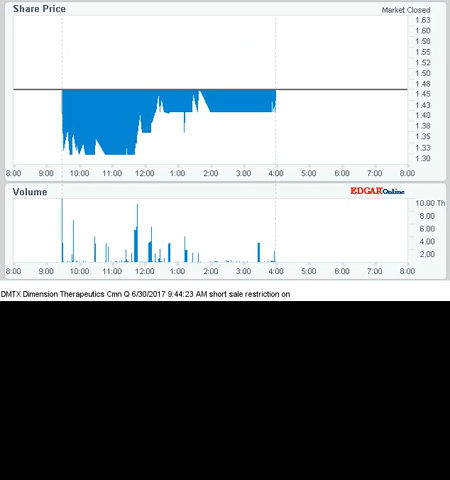 Share Price
Market Closed
1.63
1.60
1.58
1.55
1.52
1.50
1.48
1.45
1.43
1.40
1.38
1.35
1.33
1.30
8:00 9:00 10:00 11:00 12:00 1:00 2:00 3:00 4:00 5:00 6:00 7:00 8:00
Volume
EDGAR Online
10.00 Th
8.00
6.00
4.00
2.00
8:00 9:00 10:00 11:00 12:00 1:00 2:00 3:00 4:00 5:00 6:00 7:00 8:00
DMTX Dimension Therapeutics Cmn Q 6/30/2017 9:44:23 AM short sale restriction on